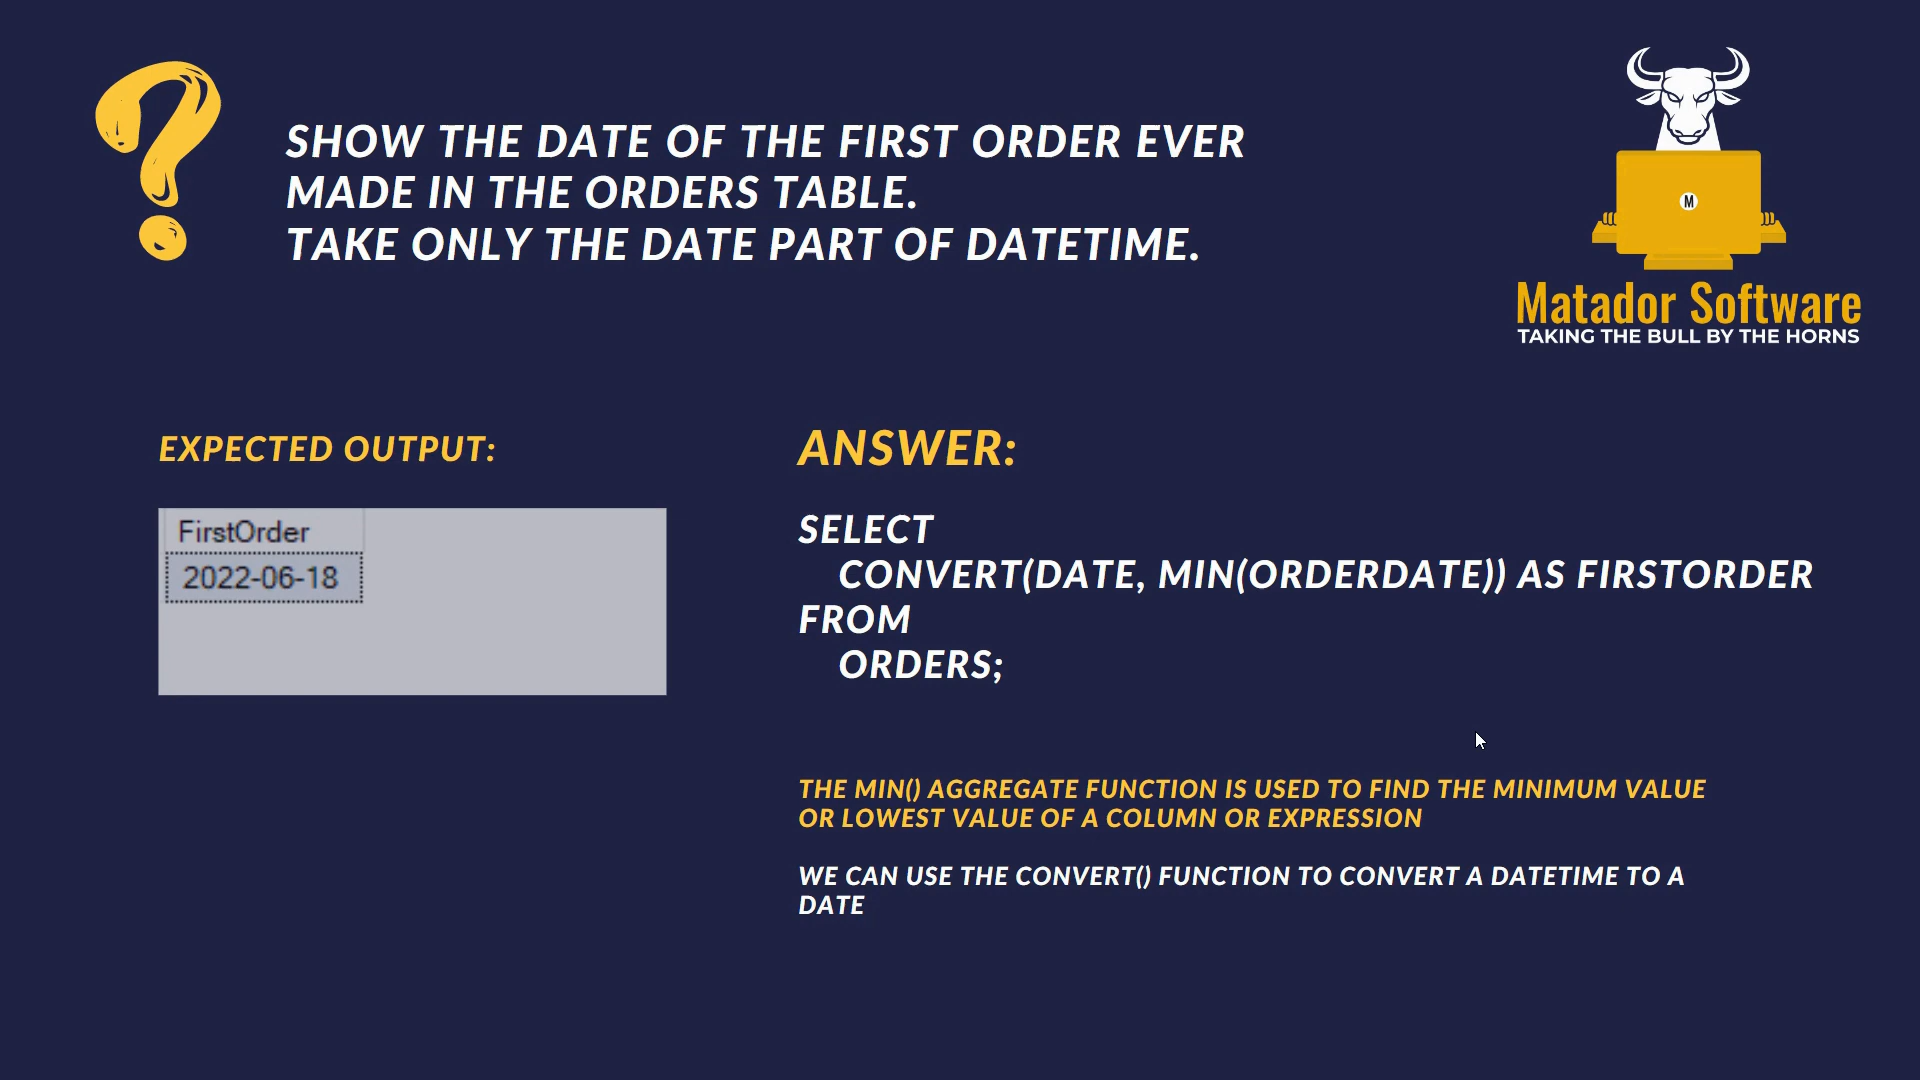 SHOW THE DATE OF THE FIRST ORDER EVER
MADE IN THE ORDERS TABLE.
TAKE ONLY THE DATE PART OF DATETIME.
M
Matador Software
TAKING THE BULL BY THE HORNS
EXPECTED OUTPUT:
FirstOrder
2022-06-18
ANSWER:
SELECT
CONVERT(DATE, MIN(ORDERDATE)) AS FIRSTORDER
FROM
ORDERS;
THE MIN() AGGREGATE FUNCTION IS USED TO FIND THE MINIMUM VALUE
OR LOWEST VALUE OF A COLUMN OR EXPRESSION
WE CAN USE THE CONVERT() FUNCTION TO CONVERT A DATETIME TO A
DATE